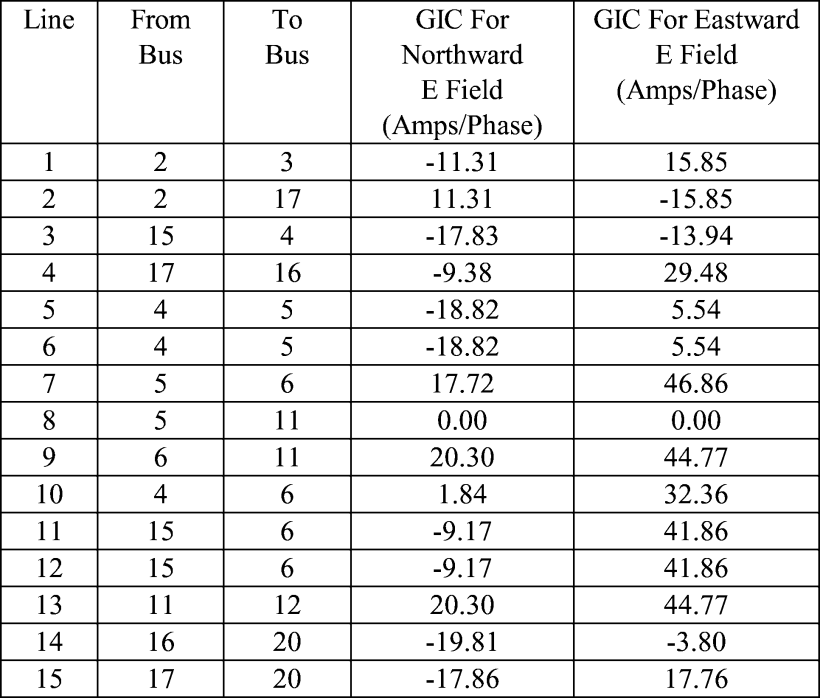 Line From Bus To Bus GIC For Northward E Field (Amps/Phase) GIC For Eastward E Field (Amps/Phase)
1 2 3 -11.31 15.85
2 2 17 11.31 -15.85
3 15 4 -17.83 -13.94
4 17 16 -9.38 29.48
5 4 5 -18.82 5.54
6 4 5 -18.82 5.54
7 5 6 17.72 46.86
8 5 11 0.00 0.00
9 6 11 20.30 44.77
10 4 6 1.84 32.36
11 15 6 -9.17 41.86
12 15 6 -9.17 41.86
13 11 12 20.30 44.77
14 16 20 -19.81 -3.80
15 17 20 -17.86 17.76